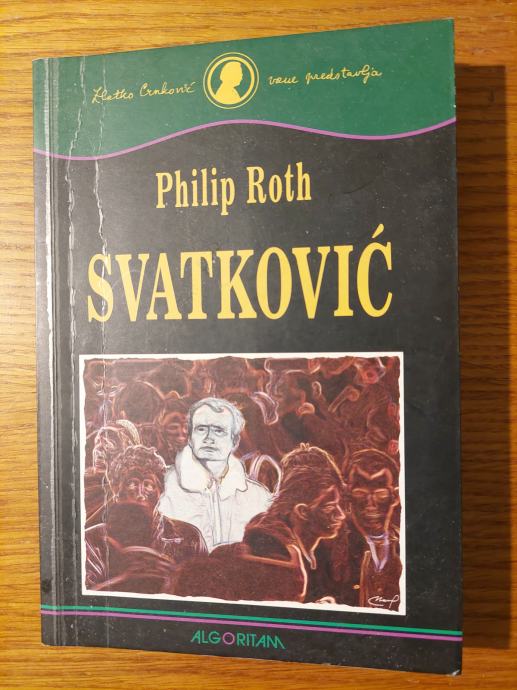 Zlatko Crnković vam predstavlja
Philip Roth
SVATKOVIĆ
ALGORITAM